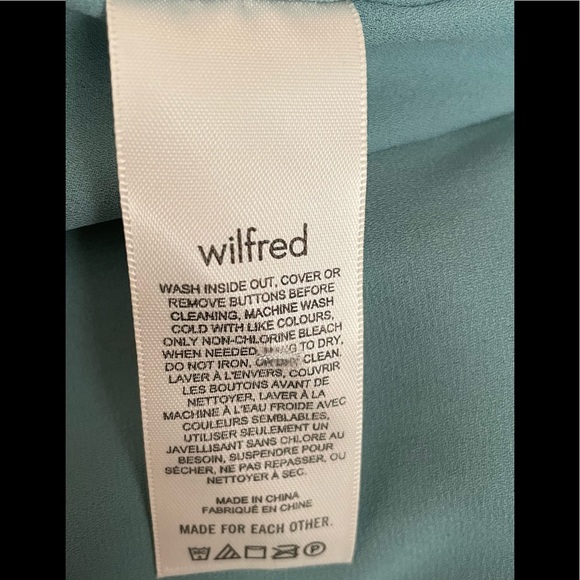 wilfred
WASH INSIDE OUT, COVER OR
REMOVE BUTTONS BEFORE
CLEANING, MACHINE WASH
COLD WITH LIKE COLOURS,
ONLY NON-CHLORINE BLEACH
WHEN NEEDED, HANG TO DRY,
DO NOT IRON, OR DRY CLEAN.
LAVER À L'ENVERS, COUVRIR
LES BOUTONS AVANT DE
NETTOYER, LAVER À LA
MACHINE À L'EAU FROIDE AVEC
COULEURS SEMBLABLES,
UTILISER SEULEMENT UN
JAVELLISANT SANS CHLORE AU
BESOIN, SUSPENDRE POUR
SÉCHER, NE PAS REPASSER, OU
NETTOYER À SEC.
MADE IN CHINA
FABRIQUÉ EN CHINE
MADE FOR EACH OTHER.
P